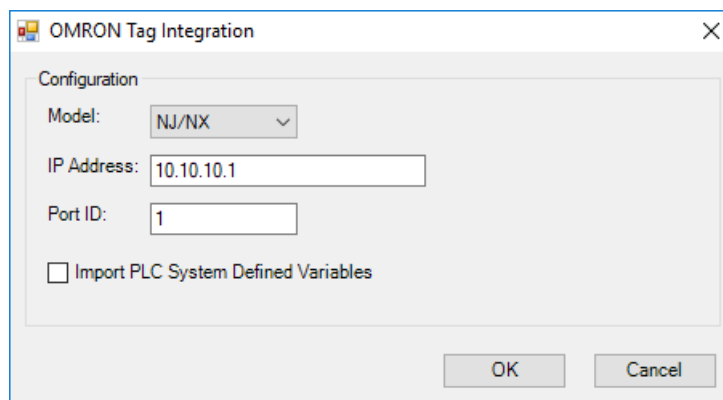 OMRON Tag Integration
Configuration
Model: NJ/NX
IP Address: 10.10.10.1
Port ID: 1
Import PLC System Defined Variables
OK Cancel